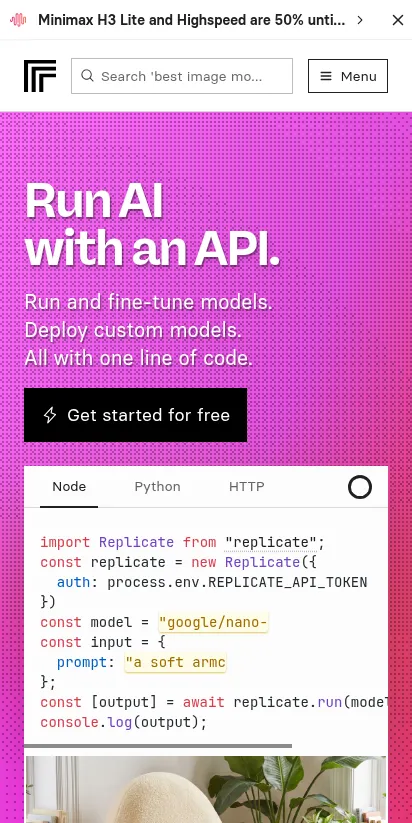 Minimax H3 Lite and Highspeed are 50% unti...
Search 'best image mo...
Menu
Run AI
with an API.
Run and fine-tune models.
Deploy custom models.
All with one line of code.
Get started for free
Node Python HTTP
import Replicate from "replicate";
const replicate = new Replicate({
  auth: process.env.REPLICATE_API_TOKEN
})
const model = "google/nano-
const input = {
  prompt: "a soft armc
};
const [output] = await replicate.run(model
console.log(output);